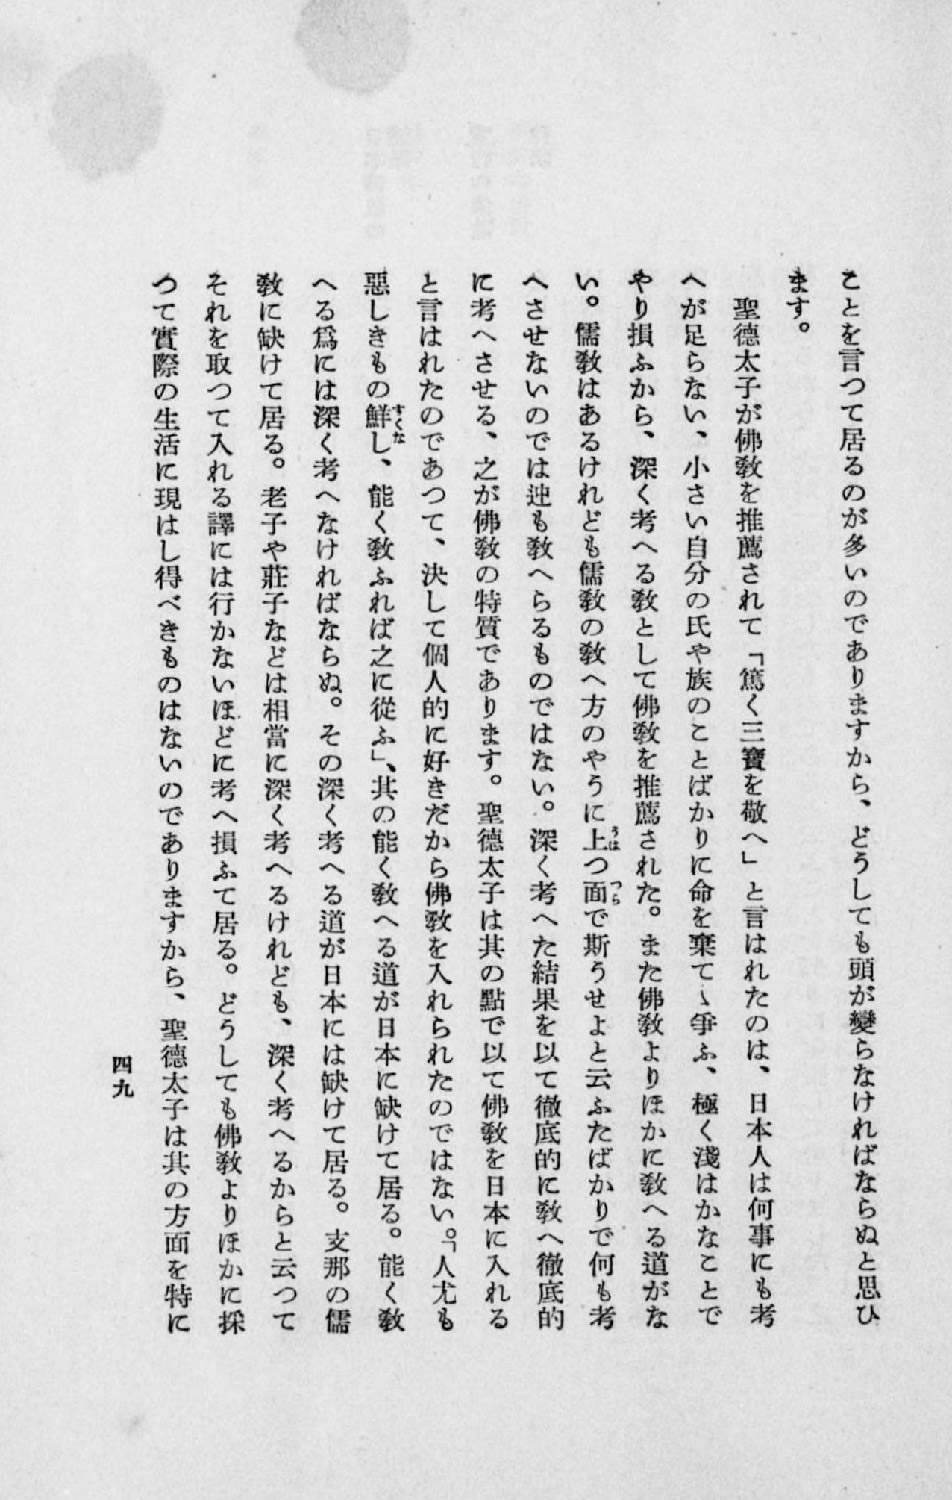 ことを言つて居るのが多いのでありますから、どうしても頭が變らなければならぬと思ひ
ます。
聖德太子が佛敎を推薦されて「篤く三寶を敬へ」と言はれたのは、日本人は何事にも考
へが足らない、小さい自分の氏や族のことばかりに命を棄てゝ爭ふ、極く淺はかなことで
やり損ふから、深く考へる敎として佛敎を推薦された。また佛敎よりほかに敎へる道がな
い。儒敎はあるけれども儒敎の敎へ方のやうに上つ面で斯うせよと云ふたばかりで何も考
へさせないのでは迚も敎へらるものではない。深く考へた結果を以て徹底的に敎へ徹底的
に考へさせる、之が佛敎の特質であります。聖德太子は其の點で以て佛敎を日本に入れる
と言はれたのであつて、決して個人的に好きだから佛敎を入れられたのではない。「人尤も
惡しきもの鮮し、能く敎ふれば之に從ふ」、其の能く敎へる道が日本に缺けて居る。能く敎
へる爲には深く考へなければならぬ。その深く考へる道が日本には缺けて居る。支那の儒
敎に缺けて居る。老子や莊子などは相當に深く考へるけれども、深く考へるからと云つて
それを取つて入れる譯には行かないほどに考へ損ふて居る。どうしても佛敎よりほかに採
つて實際の生活に現はし得べきものはないのでありますから、聖德太子は其の方面を特に
四九